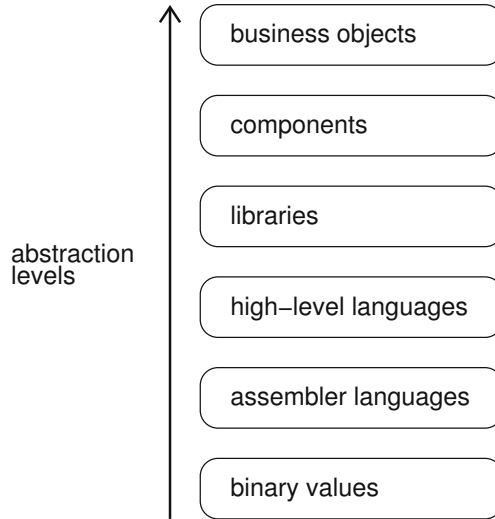 business objects
components
libraries
abstraction
levels
high−level languages
assembler languages
binary values